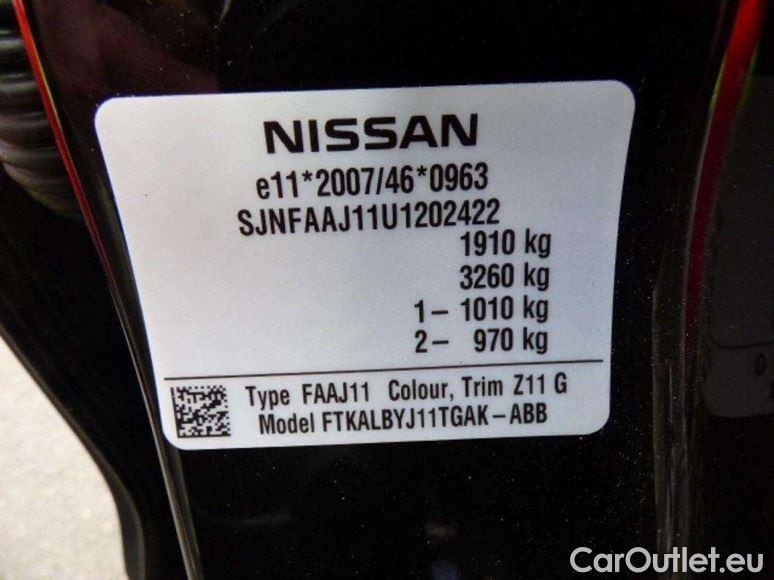 NISSAN
e11*2007/46*0963
SJNFAAJ11U1202422
1910 kg
3260 kg
1– 1010 kg
2– 970 kg
Type FAAJ11 Colour, Trim Z11 G
Model FTKALBYJ11TGAK–ABB
CarOutlet.eu